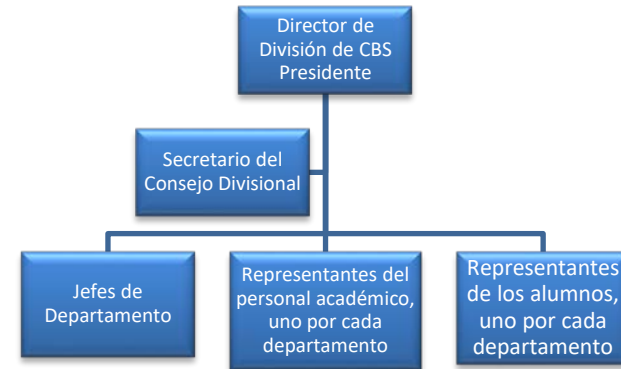 Director de
División de CBS
Presidente
Secretario del
Consejo Divisional
Jefes de
Departamento
Representantes del
personal académico,
uno por cada
departamento
Representantes
de los alumnos,
uno por cada
departamento